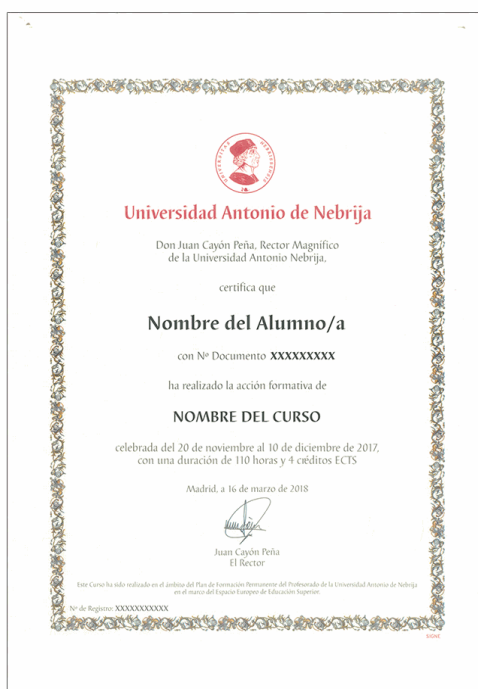 UNIVERSITAS NEBRISSENSIS
Universidad Antonio de Nebrija
Don Juan Cayón Peña, Rector Magnífico
de la Universidad Antonio Nebrija,
certifica que
Nombre del Alumno/a
con Nº Documento XXXXXXXXX
ha realizado la acción formativa de
NOMBRE DEL CURSO
celebrada del 20 de noviembre al 10 de diciembre de 2017,
con una duración de 110 horas y 4 créditos ECTS
Madrid, a 16 de marzo de 2018
Juan Cayón Peña
El Rector
Este Curso ha sido realizado en el ámbito del Plan de Formación Permanente del Profesorado de la Universidad Antonio de Nebrija
en el marco del Espacio Europeo de Educación Superior.
Nº de Registro: XXXXXXXXXXX